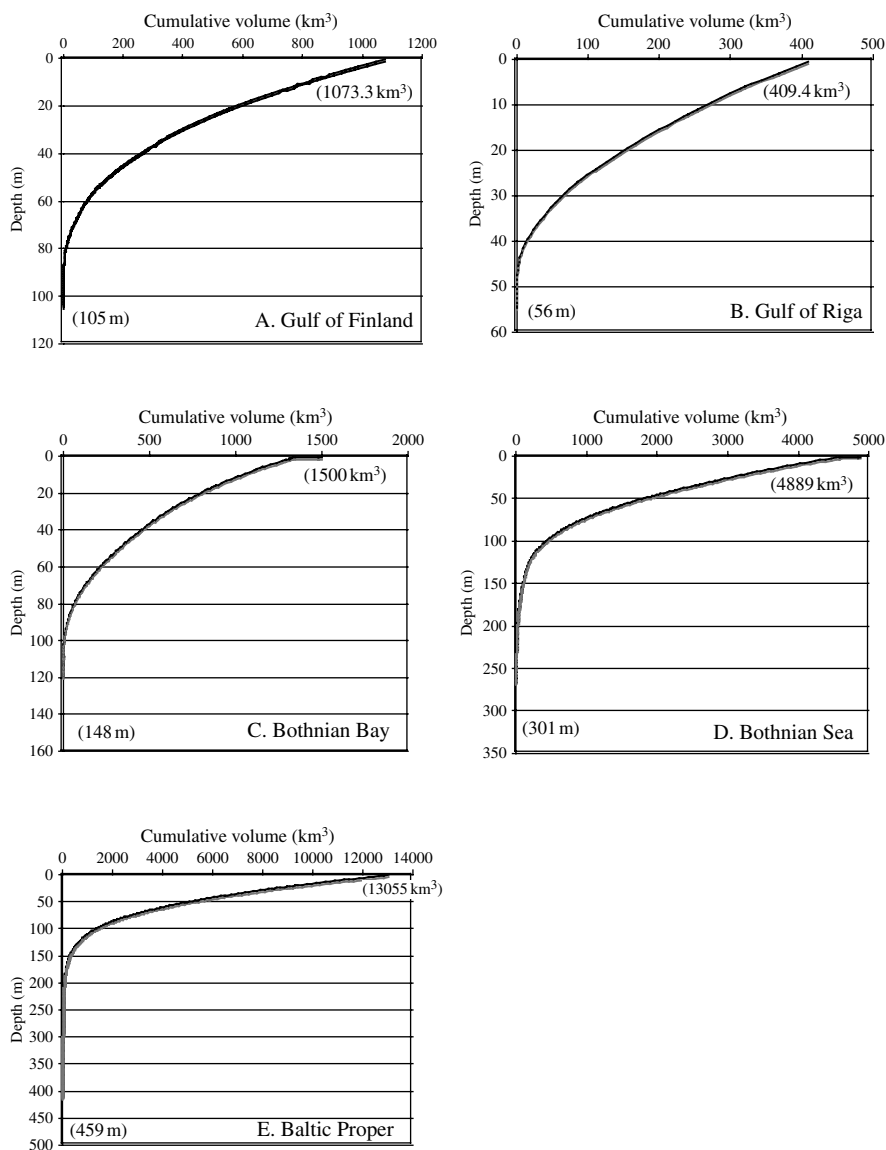 Cumulative volume (km³)
0 200 400 600 800 1000 1200
0
20
40
60
80
100
120
Depth (m)
(1073.3 km³)
(105 m)
A. Gulf of Finland
Cumulative volume (km³)
0 100 200 300 400 500
0
10
20
30
40
50
60
Depth (m)
(409.4 km³)
(56 m)
B. Gulf of Riga
Cumulative volume (km³)
0 500 1000 1500 2000
0
20
40
60
80
100
120
140
160
Depth (m)
(1500 km³)
(148 m)
C. Bothnian Bay
Cumulative volume (km³)
0 1000 2000 3000 4000 5000
0
50
100
150
200
250
300
350
Depth (m)
(4889 km³)
(301 m)
D. Bothnian Sea
Cumulative volume (km³)
0 2000 4000 6000 8000 10000 12000 14000
0
50
100
150
200
250
300
350
400
450
500
Depth (m)
(13055 km³)
(459 m)
E. Baltic Proper